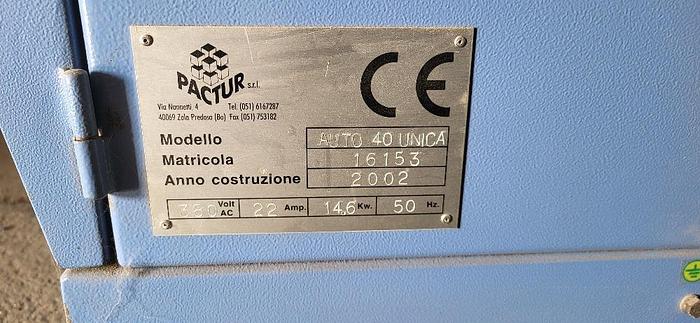 PACTUR s.r.l.
Via Nannetti, 4 Tel. (051) 6167287
40069 Zola Predosa (Bo) Fax (051) 753182
CE
Modello AUTO 40 UNICA
Matricola 16153
Anno costruzione 2002
Volt AC 22 Amp. 14,6 Kw. 50 Hz.